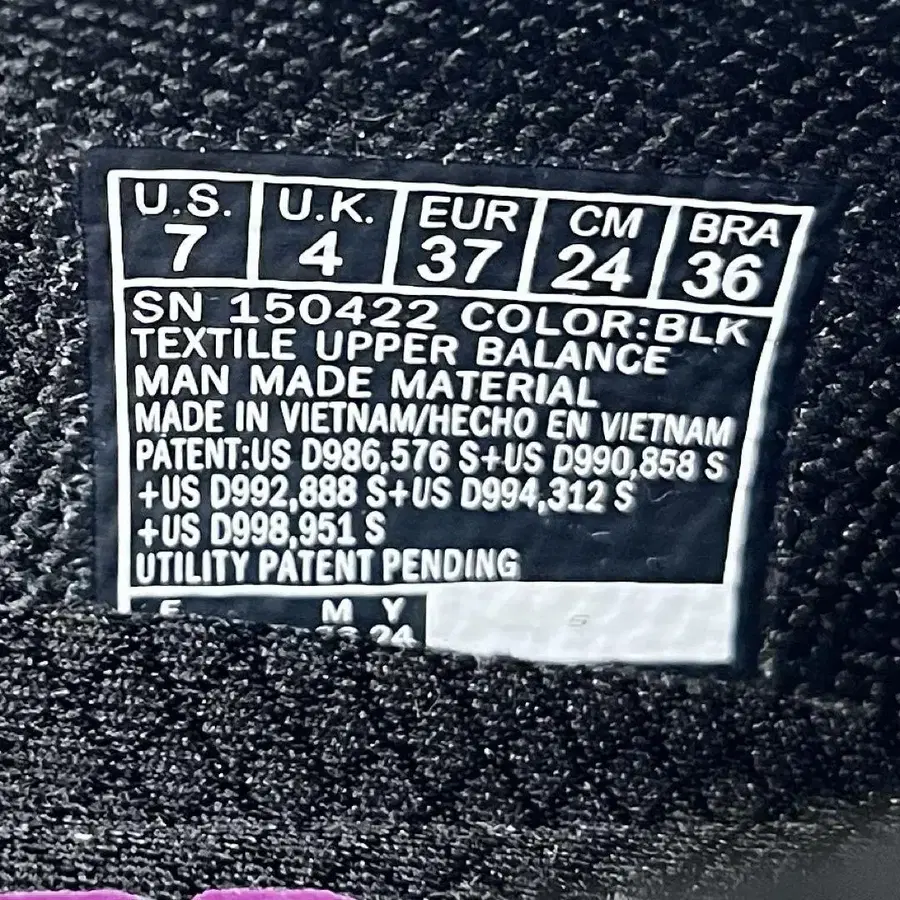 U.S. U.K. EUR CM BRA
7 4 37 24 36
SN 150422 COLOR:BLK
TEXTILE UPPER BALANCE
MAN MADE MATERIAL
MADE IN VIETNAM/HECHO EN VIETNAM
PATENT:US D986,576 S+US D990,858 S
+US D992,888 S+US D994,312 S
+US D998,951 S
UTILITY PATENT PENDING
M Y
24